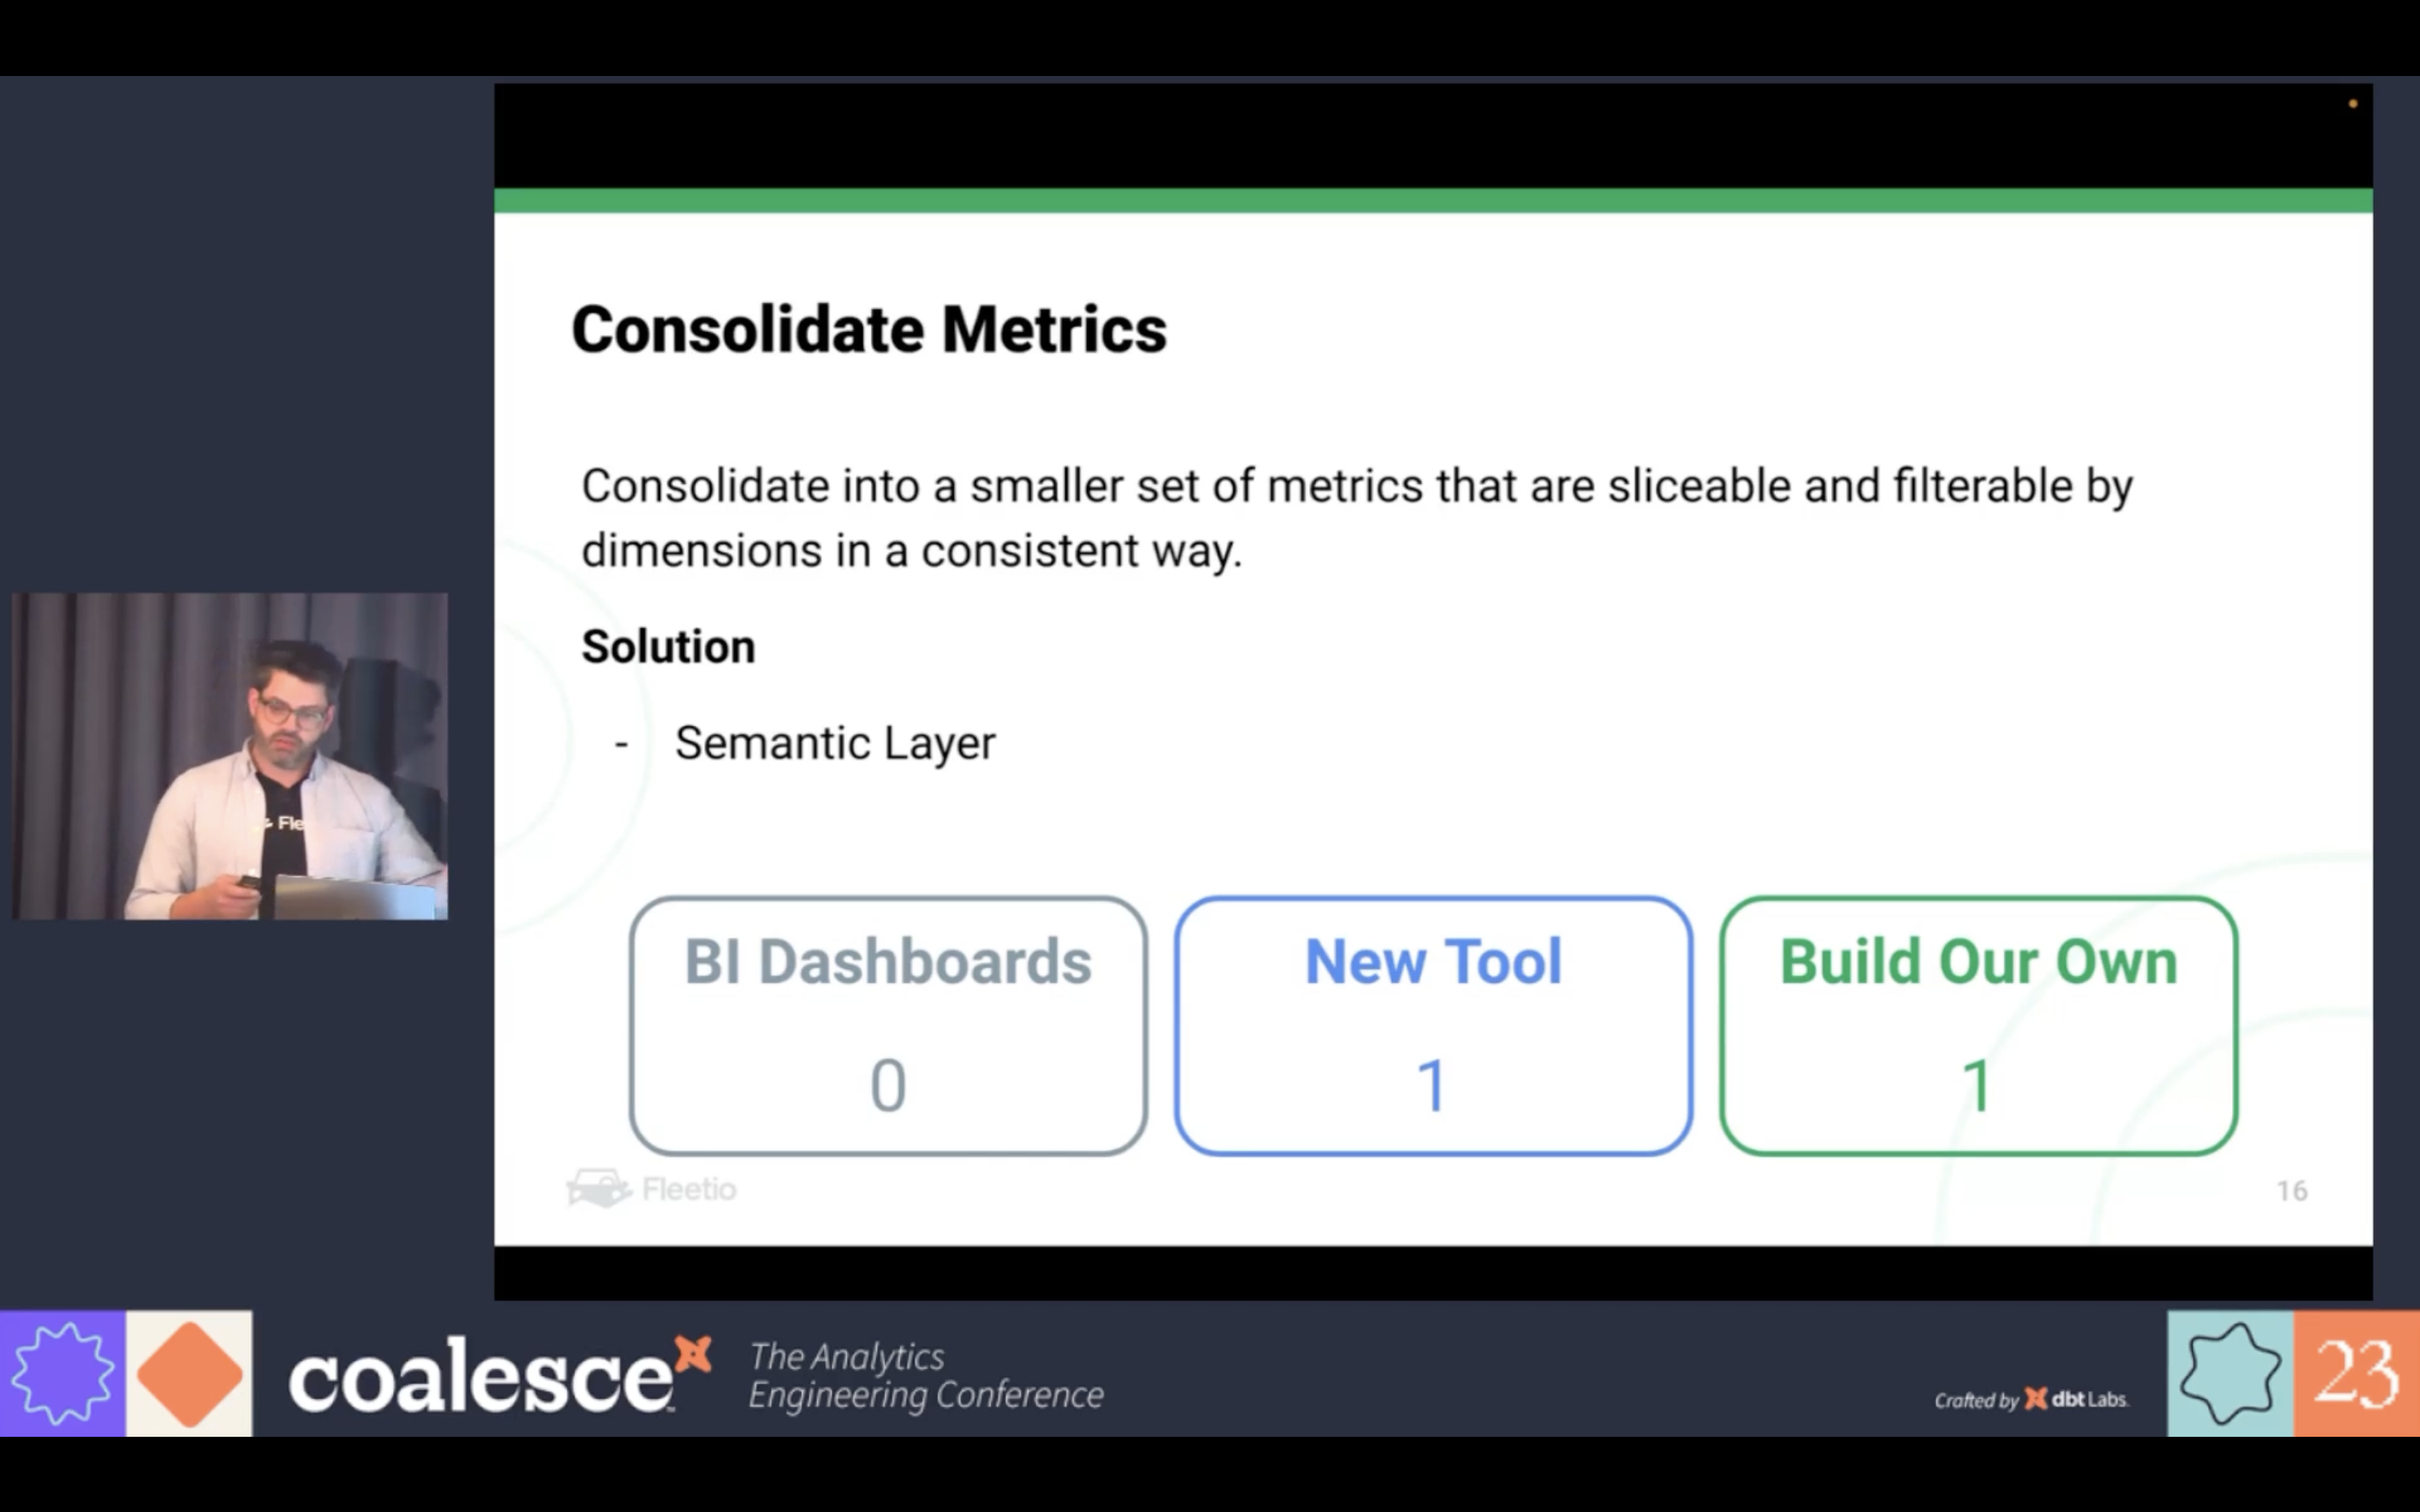 Consolidate Metrics
Consolidate into a smaller set of metrics that are sliceable and filterable by
dimensions in a consistent way.
Solution
- Semantic Layer
BI Dashboards
0
New Tool
1
Build Our Own
1
Fleetio
16
Fle
coalesce
The Analytics
Engineering Conference
Crafted by dbt Labs
23